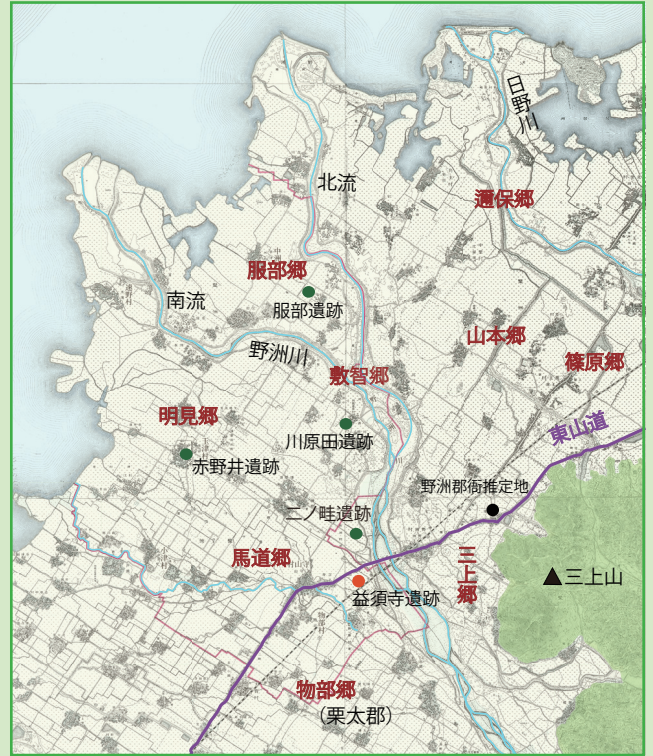 日野川
北流
邇保郷
服部郷
南流
服部遺跡
野洲川
山本郷
篠原郷
敷智郷
明見郷
東山道
川原田遺跡
赤野井遺跡
野洲郡衙推定地
二ノ畦遺跡
馬道郷
三上郷
三上山
益須寺遺跡
物部郷
（栗太郡）